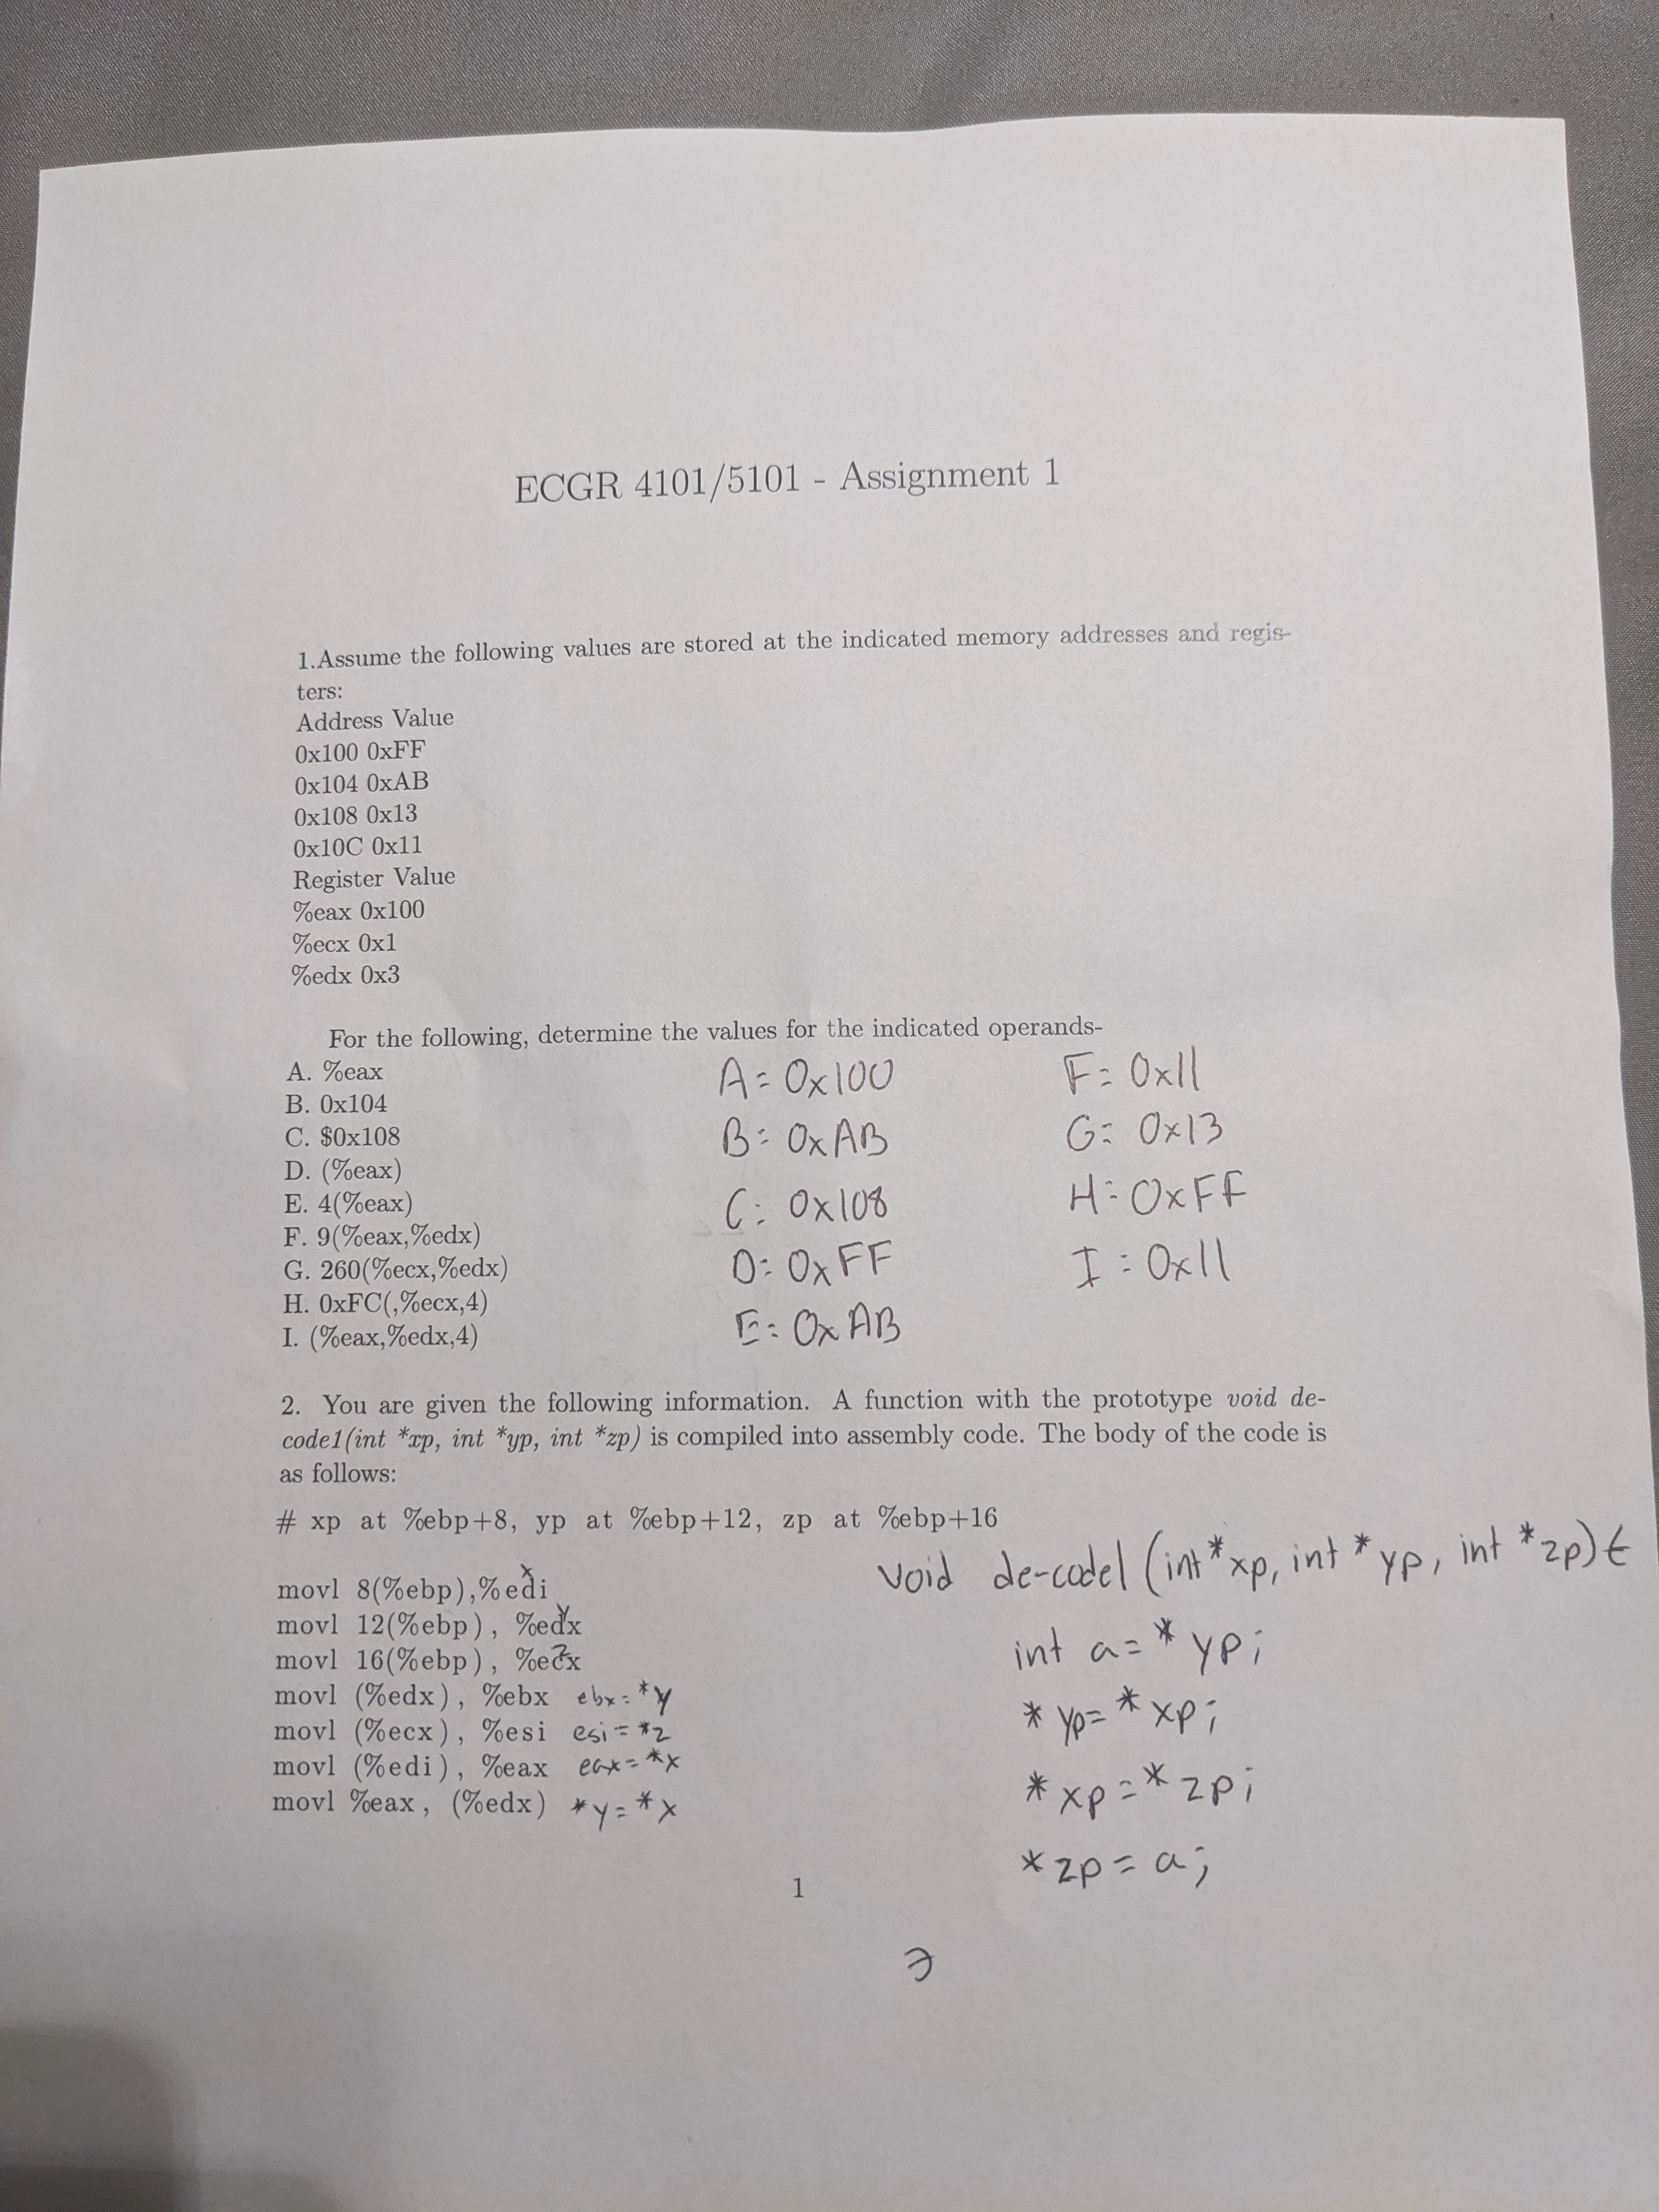 ECGR 4101/5101 - Assignment 1
1.Assume the following values are stored at the indicated memory addresses and regis-
ters:
Address Value
0x100 0xFF
0x104 0xAB
0x108 0x13
0x10C 0x11
Register Value
%eax 0x100
%ecx 0x1
%edx 0x3
For the following, determine the values for the indicated operands-
A. %eax
B. 0x104
C. $0x108
D. (%eax)
E. 4(%eax)
F. 9(%eax,%edx)
G. 260(%ecx,%edx)
H. 0xFC(,%ecx,4)
I. (%eax,%edx,4)
A= 0x100
B= 0xAB
C= 0x108
D= 0xFF
E= 0xAB
F= 0x11
G= 0x13
H= 0xFF
I= 0x11
2. You are given the following information. A function with the prototype void de-
code1(int *xp, int *yp, int *zp) is compiled into assembly code. The body of the code is
as follows:
# xp at %ebp+8, yp at %ebp+12, zp at %ebp+16
x
movl 8(%ebp),%edi
y
movl 12(%ebp), %edx
z
movl 16(%ebp), %ecx
movl (%edx), %ebx ebx=*y
movl (%ecx), %esi esi=*z
movl (%edi), %eax eax=*x
movl %eax, (%edx) *y=*x
void de-code1 (int *xp, int *yp, int *zp){
int a=*yp;
*yp=*xp;
*xp=*zp;
*zp=a;
}
1